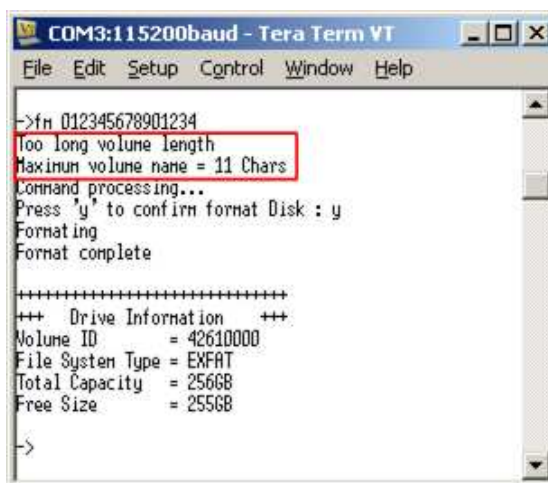 COM3:115200baud - Tera Term VT
File Edit Setup Control Window Help
->fm 012345678901234
Too long volume length
Maximum volume name = 11 Chars
Command processing...
Press 'y' to confirm format Disk : y
Formating
Format complete
++++++++++++++++++++++++++++++
+++ Drive Information +++
Volume ID = 42610000
File System Type = EXFAT
Total Capacity = 256GB
Free Size = 255GB
->